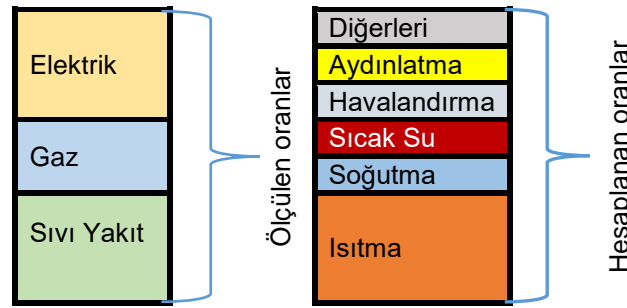 Elektrik
Gaz
Sıvı Yakıt
Ölçülen oranlar
Diğerleri
Aydınlatma
Havalandırma
Sıcak Su
Soğutma
Isıtma
Hesaplanan oranlar